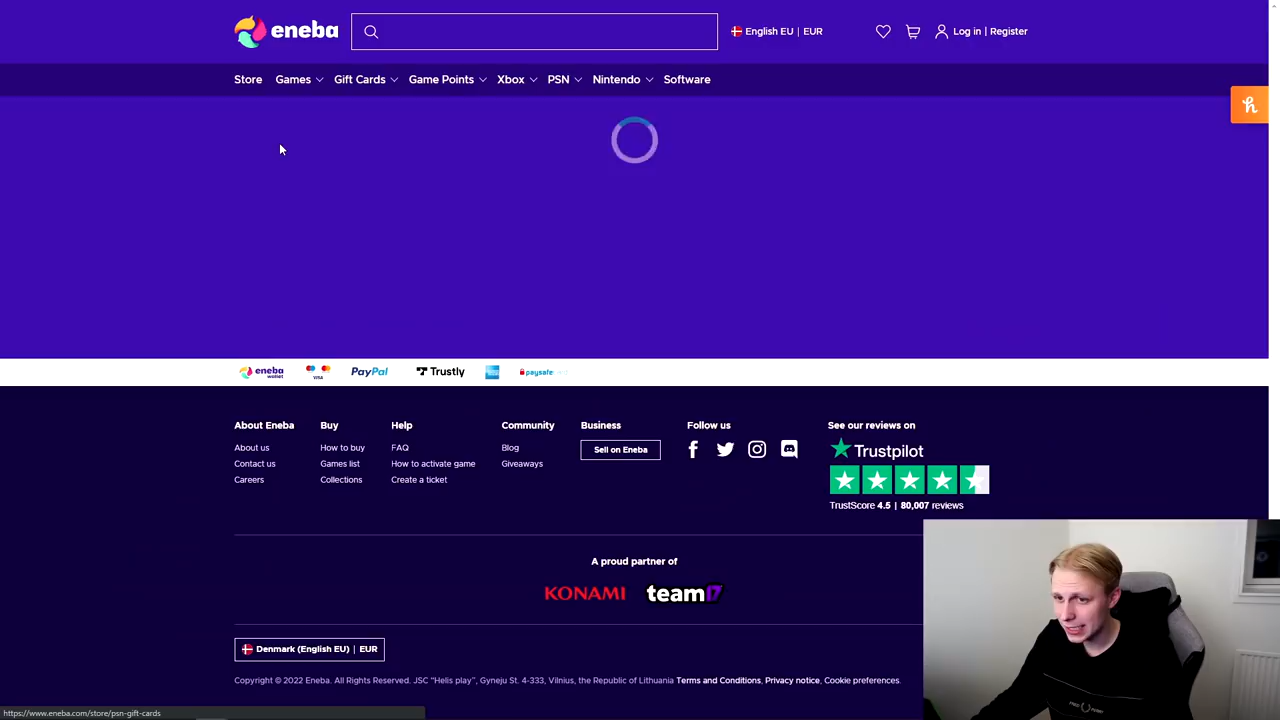 eneba
English EU | EUR
Log in | Register
Store Games Gift Cards Game Points Xbox PSN Nintendo Software
eneba wallet VISA PayPal Trustly paysafe
About Eneba
About us
Contact us
Careers
Buy
How to buy
Games list
Collections
Help
FAQ
How to activate game
Create a ticket
Community
Blog
Giveaways
Business
Sell on Eneba
Follow us
See our reviews on
Trustpilot
TrustScore 4.5 | 80,007 reviews
A proud partner of
KONAMI team17
Denmark (English EU) | EUR
Copyright © 2022 Eneba. All Rights Reserved. JSC "Helis play", Gyneju St. 4-333, Vilnius, the Republic of Lithuania Terms and Conditions, Privacy notice, Cookie preferences.
https://www.eneba.com/store/psn-gift-cards